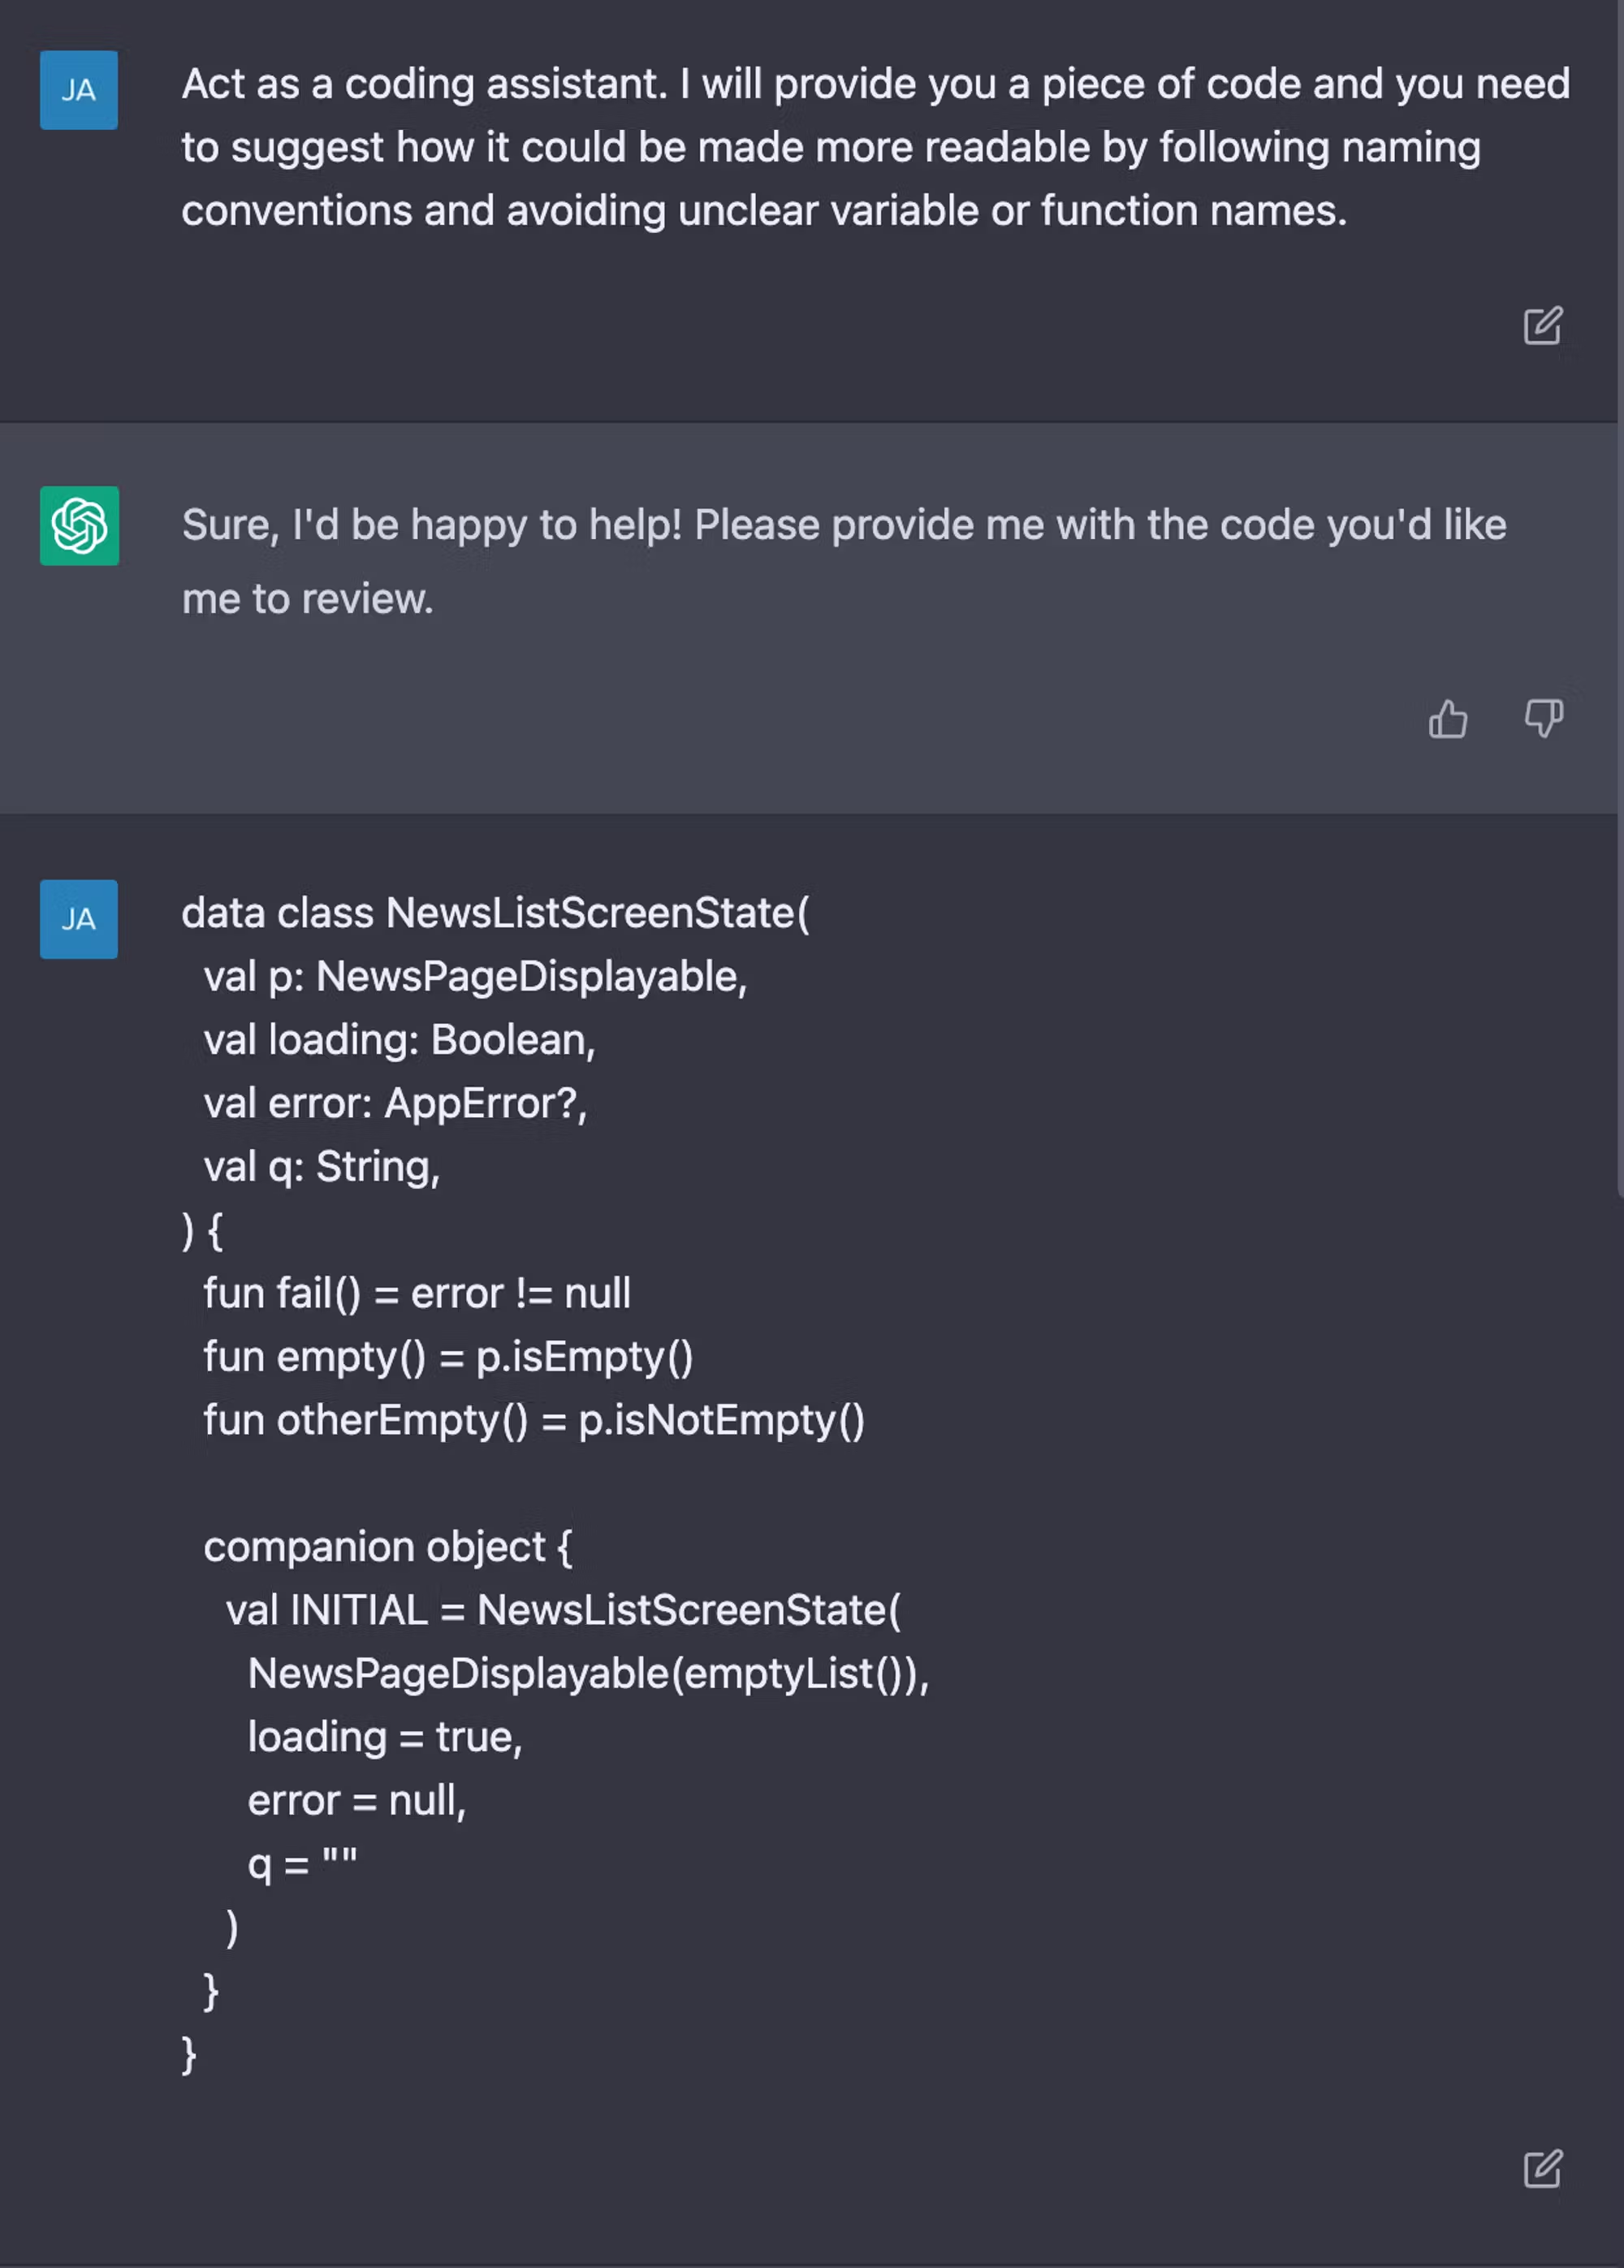 JA
Act as a coding assistant. I will provide you a piece of code and you need
to suggest how it could be made more readable by following naming
conventions and avoiding unclear variable or function names.
Sure, I'd be happy to help! Please provide me with the code you'd like
me to review.
JA
data class NewsListScreenState(
  val p: NewsPageDisplayable,
  val loading: Boolean,
  val error: AppError?,
  val q: String,
) {
  fun fail() = error != null
  fun empty() = p.isEmpty()
  fun otherEmpty() = p.isNotEmpty()
  companion object {
    val INITIAL = NewsListScreenState(
      NewsPageDisplayable(emptyList()),
      loading = true,
      error = null,
      q = ""
    )
  }
}